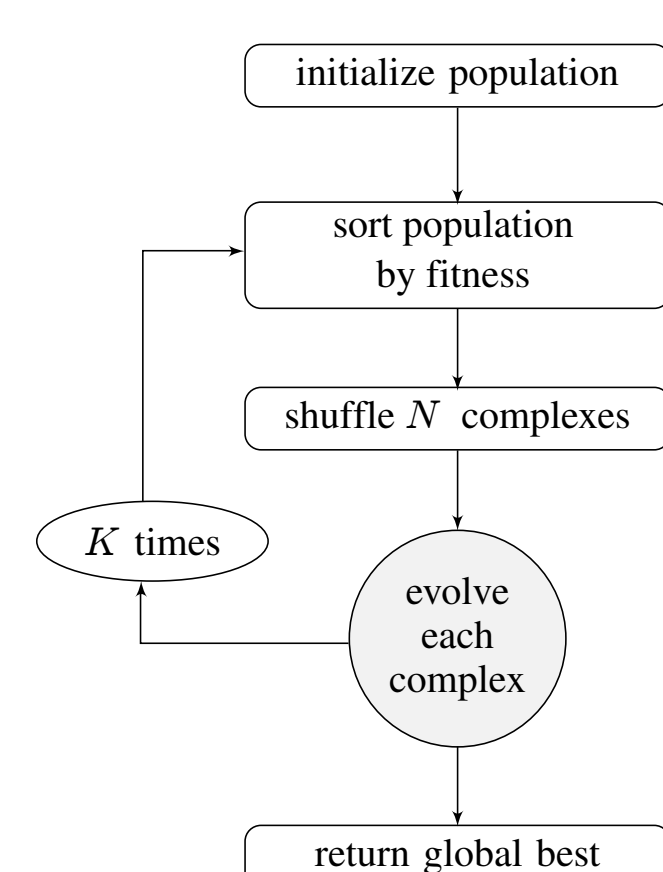 initialize population
sort population
by fitness
shuffle N complexes
K times
evolve
each
complex
return global best